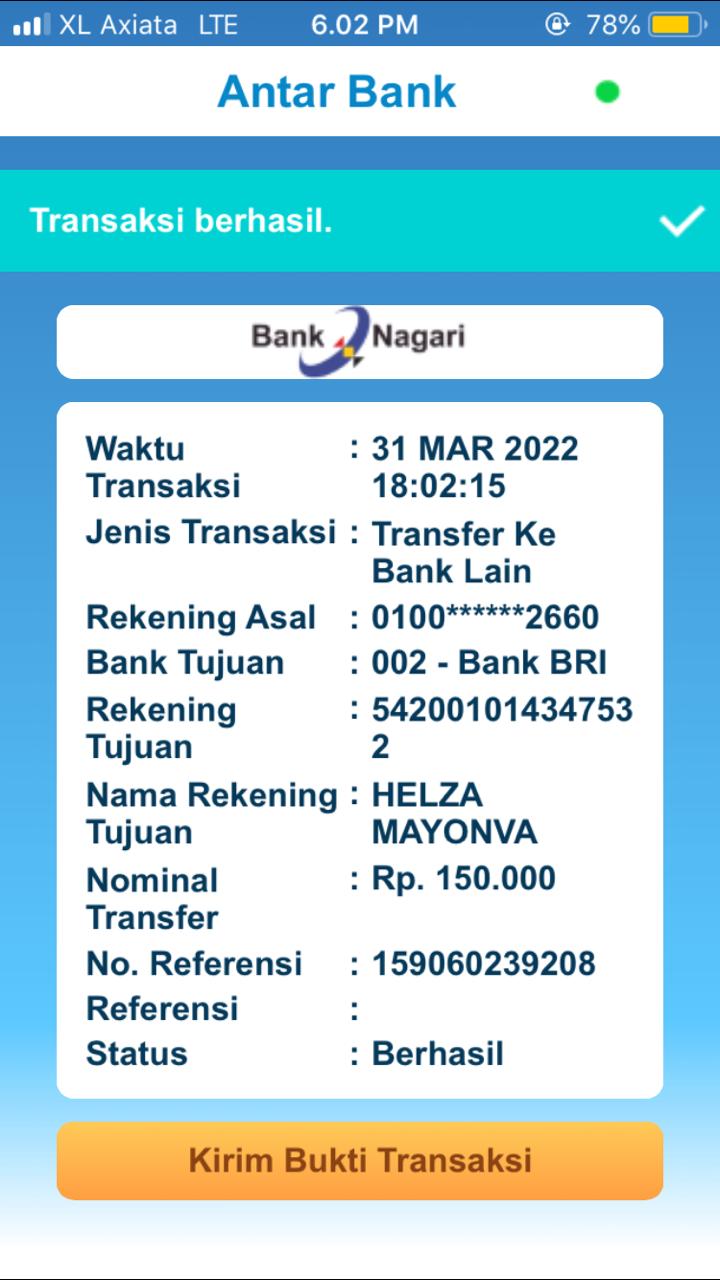 XL Axiata LTE 6.02 PM 78%
Antar Bank
Transaksi berhasil.
Bank Nagari
Waktu Transaksi : 31 MAR 2022 18:02:15
Jenis Transaksi : Transfer Ke Bank Lain
Rekening Asal : 0100******2660
Bank Tujuan : 002 - Bank BRI
Rekening Tujuan : 542001014347532
Nama Rekening Tujuan : HELZA MAYONVA
Nominal Transfer : Rp. 150.000
No. Referensi : 159060239208
Referensi :
Status : Berhasil
Kirim Bukti Transaksi